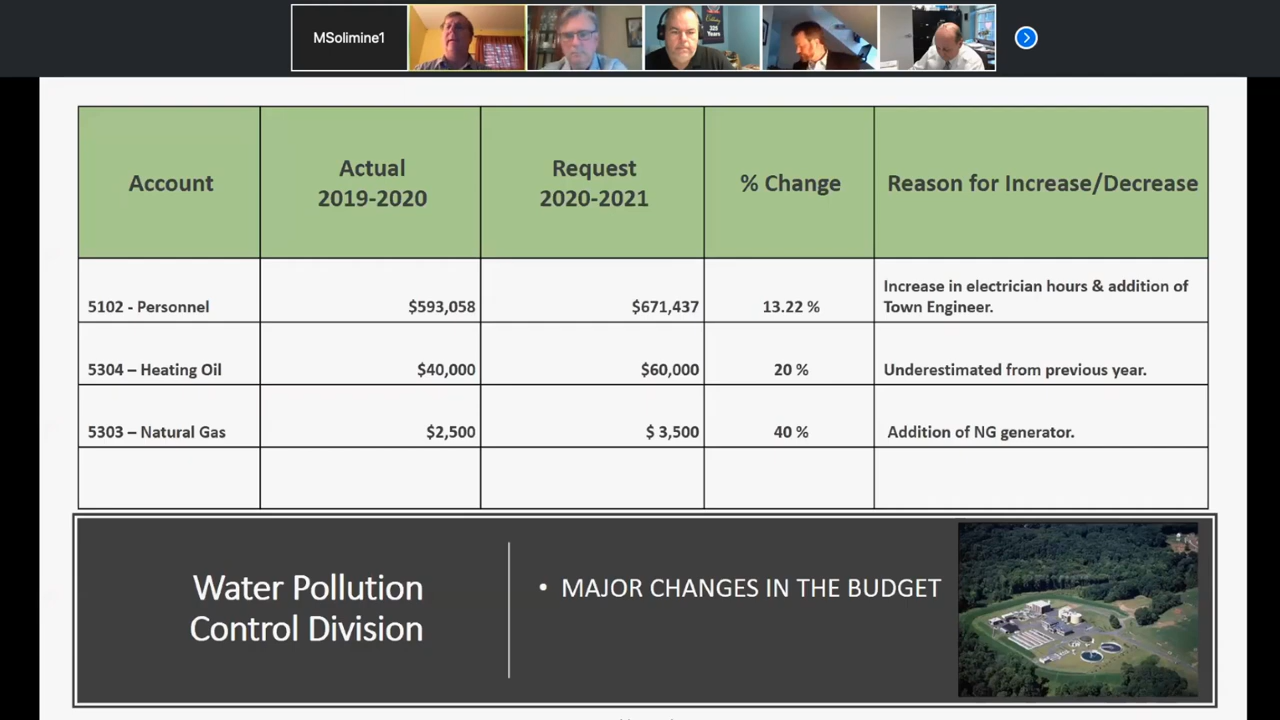 MSolimine1
325
Years
Account
Actual
2019-2020
Request
2020-2021
% Change
Reason for Increase/Decrease
5102 - Personnel
$593,058
$671,437
13.22 %
Increase in electrician hours & addition of
Town Engineer.
5304 – Heating Oil
$40,000
$60,000
20 %
Underestimated from previous year.
5303 – Natural Gas
$2,500
$ 3,500
40 %
Addition of NG generator.
Water Pollution
Control Division
• MAJOR CHANGES IN THE BUDGET